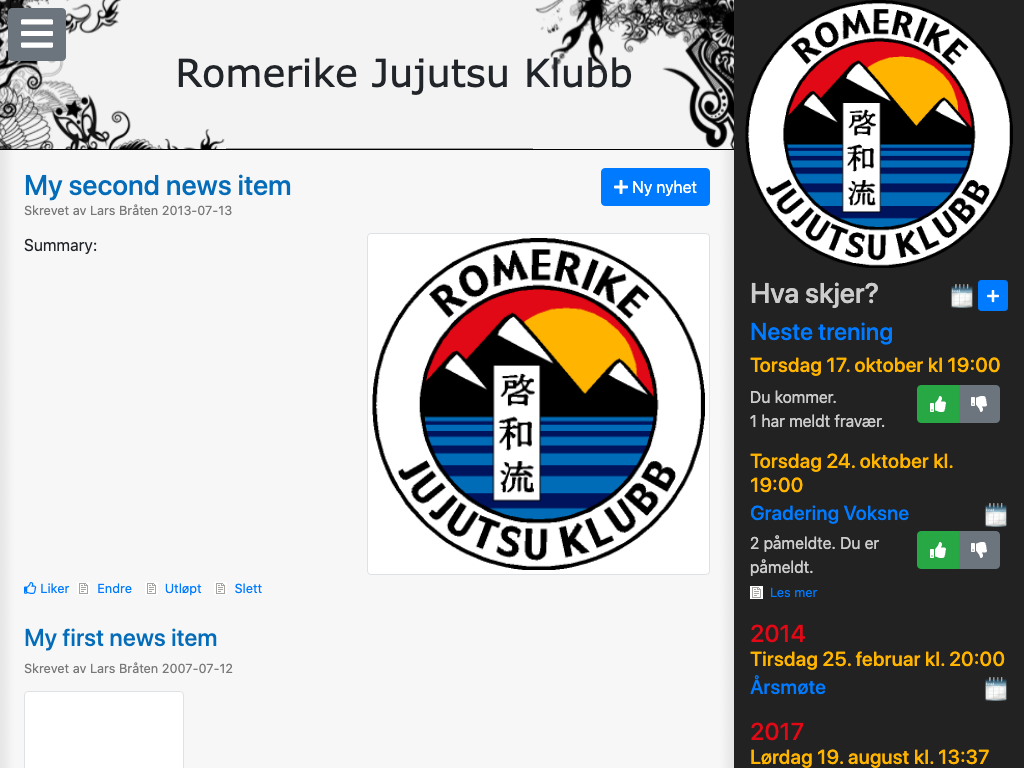 Romerike Jujutsu Klubb
My second news item
Ny nyhet
Skrevet av Lars Bråten 2013-07-13
Summary:
ROMERIKE
啓
和
流
JUJUTSU KLUBB
Liker Endre Utløpt Slett
My first news item
Skrevet av Lars Bråten 2007-07-12
ROMERIKE
啓
和
流
JUJUTSU KLUBB
Hva skjer?
Neste trening
Torsdag 17. oktober kl 19:00
Du kommer.
1 har meldt fravær.
Torsdag 24. oktober kl.
19:00
Gradering Voksne
2 påmeldte. Du er
påmeldt.
Les mer
2014
Tirsdag 25. februar kl. 20:00
Årsmøte
2017
Lørdag 19. august kl. 13:37